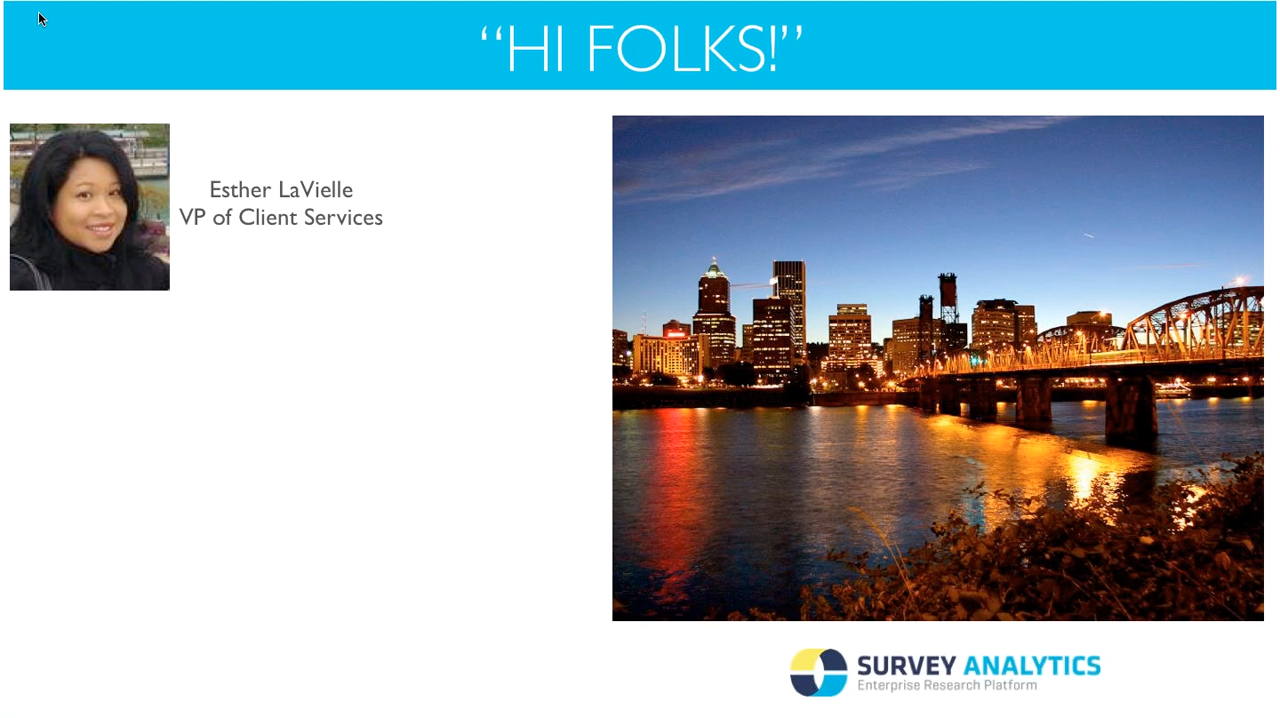 “HI FOLKS!”
Esther LaVielle
VP of Client Services
SURVEY ANALYTICS
Enterprise Research Platform